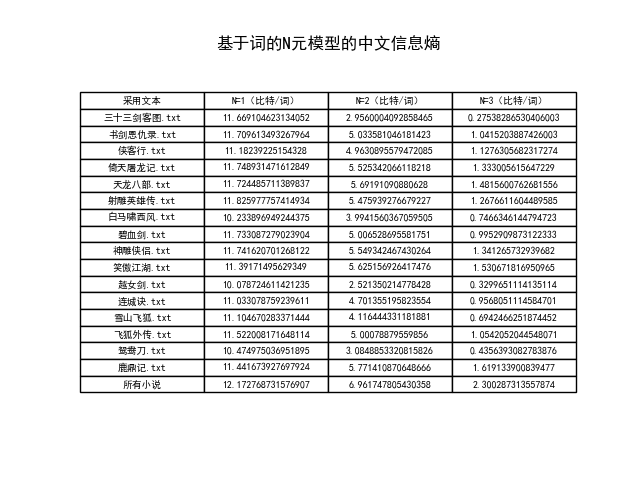 基于词的N元模型的中文信息熵
采用文本 N=1（比特/词） N=2（比特/词） N=3（比特/词）
三十三剑客图.txt 11.669104623134052 2.9560004092858465 0.27538286530406003
书剑恩仇录.txt 11.709613493267964 5.033581046181423 1.0415203887426003
侠客行.txt 11.18239225154328 4.9630895579472085 1.1276305682317274
倚天屠龙记.txt 11.748931471612849 5.525342066118218 1.333005615647229
天龙八部.txt 11.724485711389837 5.69191090880628 1.4815600762681556
射雕英雄传.txt 11.825977757414934 5.475939276679227 1.2676611604489585
白马啸西风.txt 10.233896949244375 3.9941560367059505 0.7466346144794723
碧血剑.txt 11.733087279023904 5.006528695581751 0.9952909873122333
神雕侠侣.txt 11.741620701268122 5.549342467430264 1.341265732939682
笑傲江湖.txt 11.39171495629349 5.625156926417476 1.530671816950965
越女剑.txt 10.078724611421235 2.521350214778428 0.3299651114135114
连城诀.txt 11.033078759239611 4.701355195823554 0.9568051114584701
雪山飞狐.txt 11.104670283371444 4.116444331181881 0.6942466251874452
飞狐外传.txt 11.522008171648114 5.00078879559856 1.0542052044548071
鸳鸯刀.txt 10.474975036951895 3.0848853320815826 0.4356393082783876
鹿鼎记.txt 11.441673927697924 5.771410870648666 1.619133900839477
所有小说 12.172768731576907 6.961747805430358 2.300287313557874